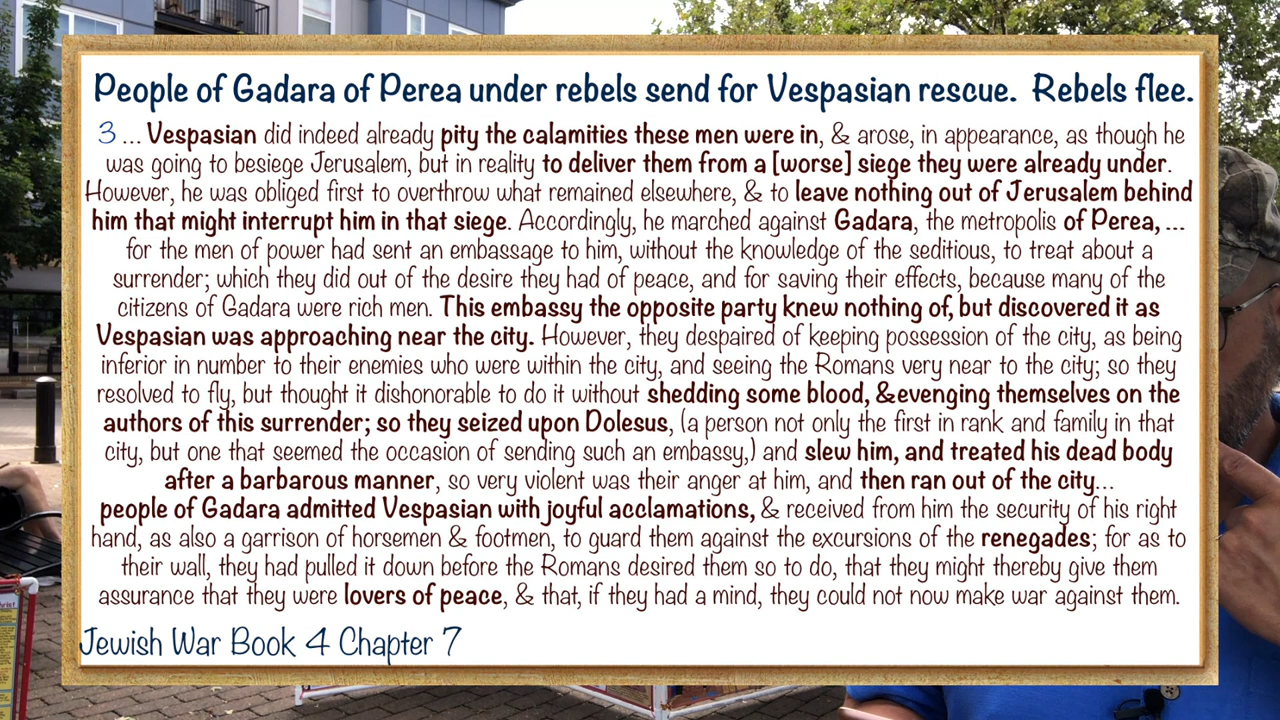 People of Gadara of Perea under rebels send for Vespasian rescue. Rebels flee.
3 ... Vespasian did indeed already pity the calamities these men were in, & arose, in appearance, as though he
was going to besiege Jerusalem, but in reality to deliver them from a [worse] siege they were already under.
However, he was obliged first to overthrow what remained elsewhere, & to leave nothing out of Jerusalem behind
him that might interrupt him in that siege. Accordingly, he marched against Gadara, the metropolis of Perea, ...
for the men of power had sent an embassage to him, without the knowledge of the seditious, to treat about a
surrender; which they did out of the desire they had of peace, and for saving their effects, because many of the
citizens of Gadara were rich men. This embassy the opposite party knew nothing of, but discovered it as
Vespasian was approaching near the city. However, they despaired of keeping possession of the city, as being
inferior in number to their enemies who were within the city, and seeing the Romans very near to the city; so they
resolved to fly, but thought it dishonorable to do it without shedding some blood, &evenging themselves on the
authors of this surrender; so they seized upon Dolesus, (a person not only the first in rank and family in that
city, but one that seemed the occasion of sending such an embassy,) and slew him, and treated his dead body
after a barbarous manner, so very violent was their anger at him, and then ran out of the city...
people of Gadara admitted Vespasian with joyful acclamations, & received from him the security of his right
hand, as also a garrison of horsemen & footmen, to guard them against the excursions of the renegades; for as to
their wall, they had pulled it down before the Romans desired them so to do, that they might thereby give them
assurance that they were lovers of peace, & that, if they had a mind, they could not now make war against them.
Jewish War Book 4 Chapter 7